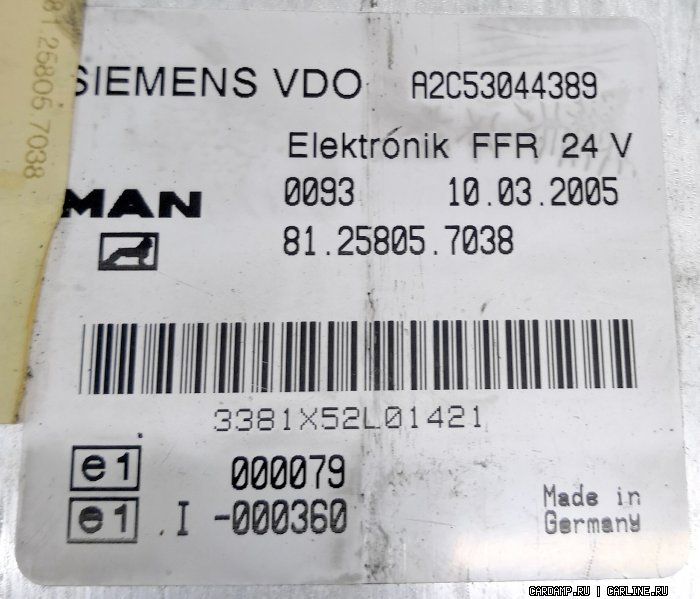 81.25805.7038
SIEMENS VDO A2C53044389
Elektrónik FFR 24 V
MAN 0093 10.03.2005
81.25805.7038
3381X52L01421
e1 000079
e1 I -000360
Made in
Germany
CARDAMP.RU | CARLINE.RU